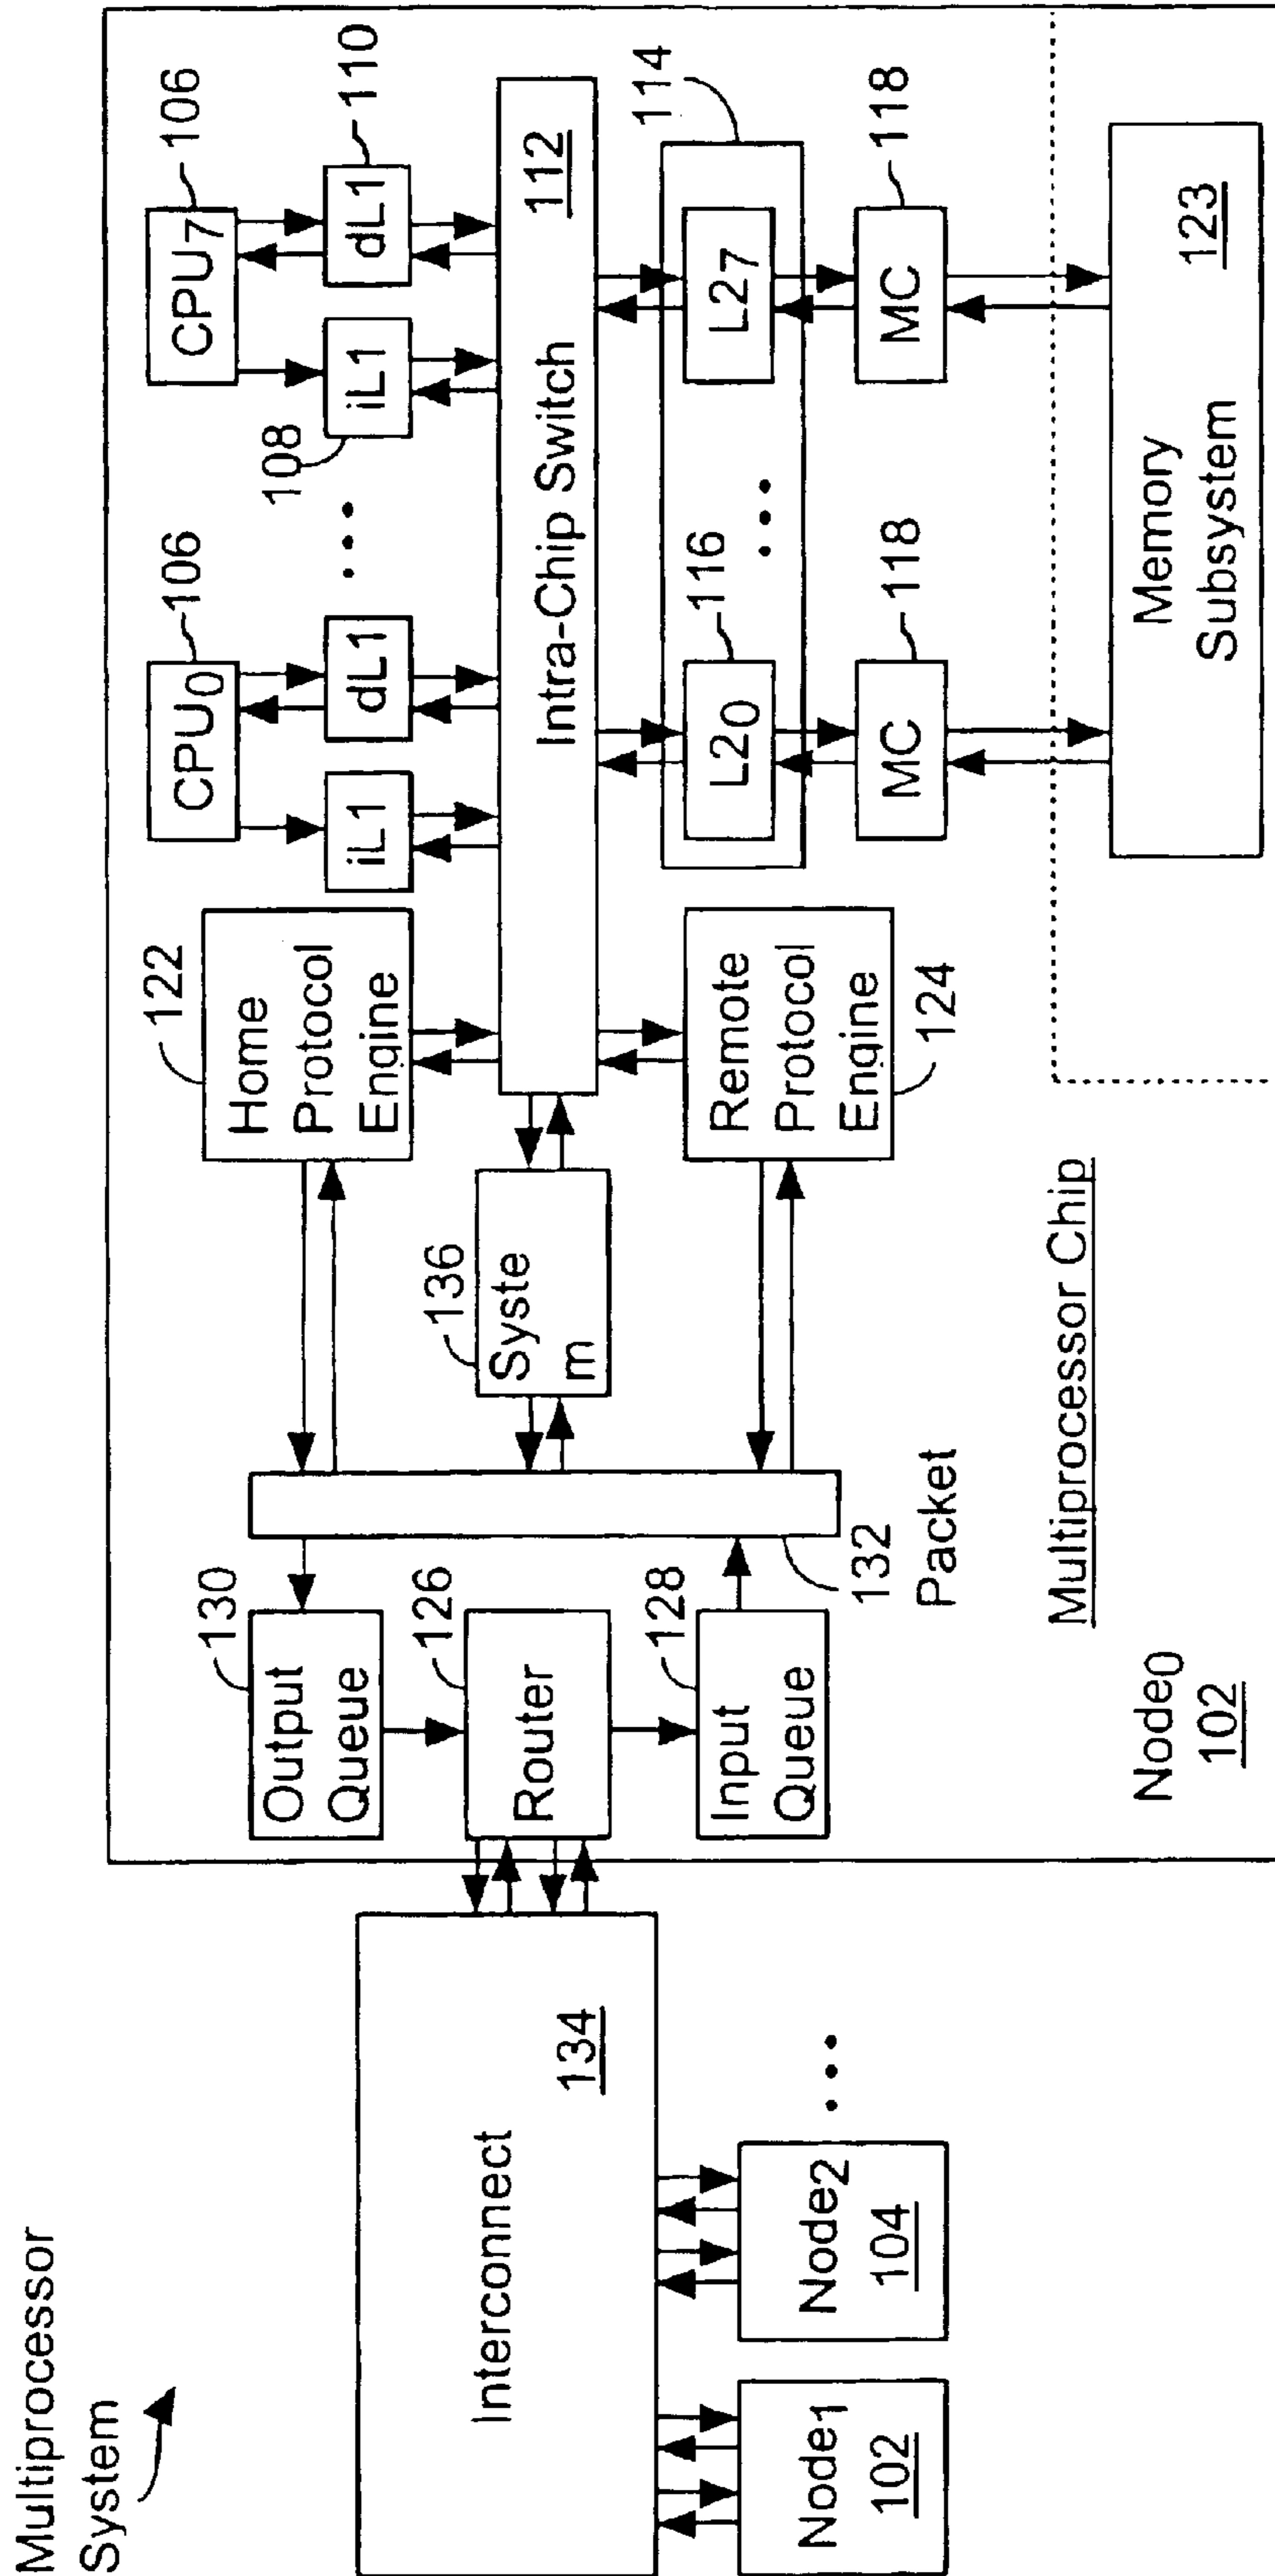 Multiprocessor
System
Interconnect
134
Node1
102
Node2
104
• • •
130
Output
Queue
126
Router
128
Input
Queue
132
Packet
122
Home
Protocol
Engine
136
Syste
m
Remote
Protocol
Engine
124
CPU0
106
iL1
dL1
• • •
CPU7
106
108
iL1
dL1
110
Intra-Chip Switch
112
114
L20
116
• • •
L27
MC
118
MC
118
Memory
Subsystem
123
Multiprocessor Chip
Node0
102